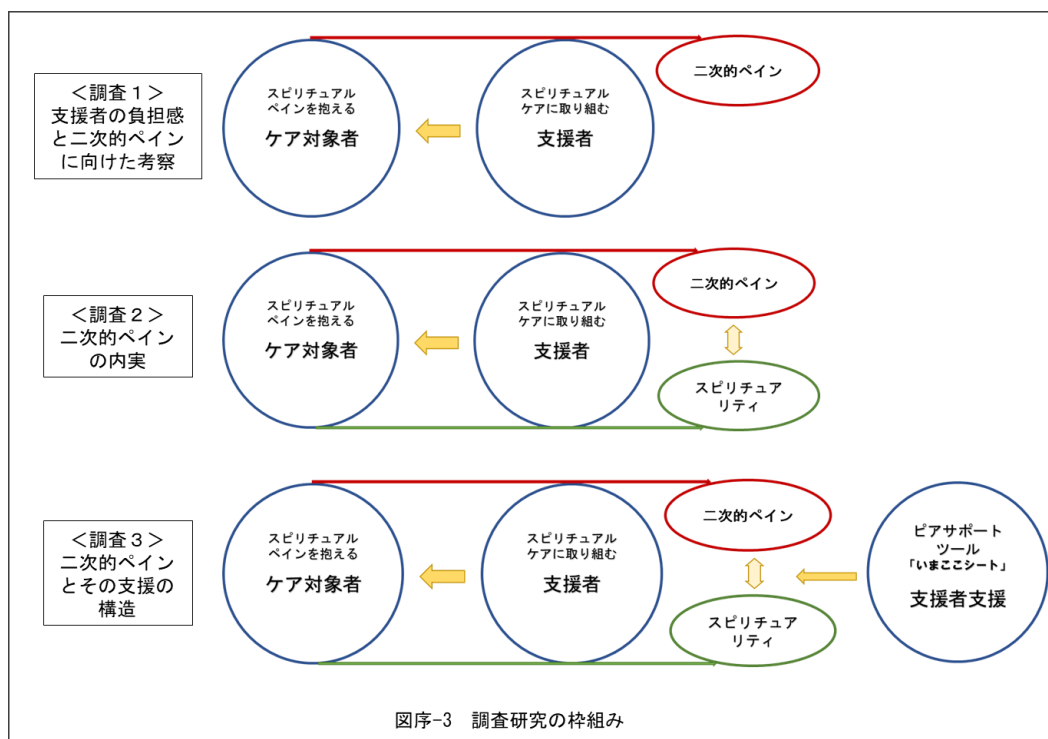 ＜調査１＞
支援者の負担感
と二次的ペイン
に向けた考察
スピリチュアル
ペインを抱える
ケア対象者
スピリチュアル
ケアに取り組む
支援者
二次的ペイン
＜調査２＞
二次的ペイン
の内実
スピリチュアル
ペインを抱える
ケア対象者
スピリチュアル
ケアに取り組む
支援者
二次的ペイン
スピリチュア
リティ
＜調査３＞
二次的ペイン
とその支援の
構造
スピリチュアル
ペインを抱える
ケア対象者
スピリチュアル
ケアに取り組む
支援者
二次的ペイン
スピリチュア
リティ
ピアサポート
ツール
「いまここシート」
支援者支援
図序-3　調査研究の枠組み